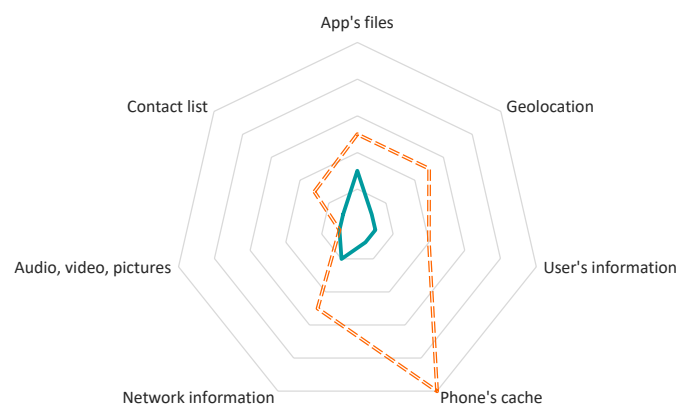 App's files
Contact list
Geolocation
Audio, video, pictures
User's information
Network information
Phone's cache